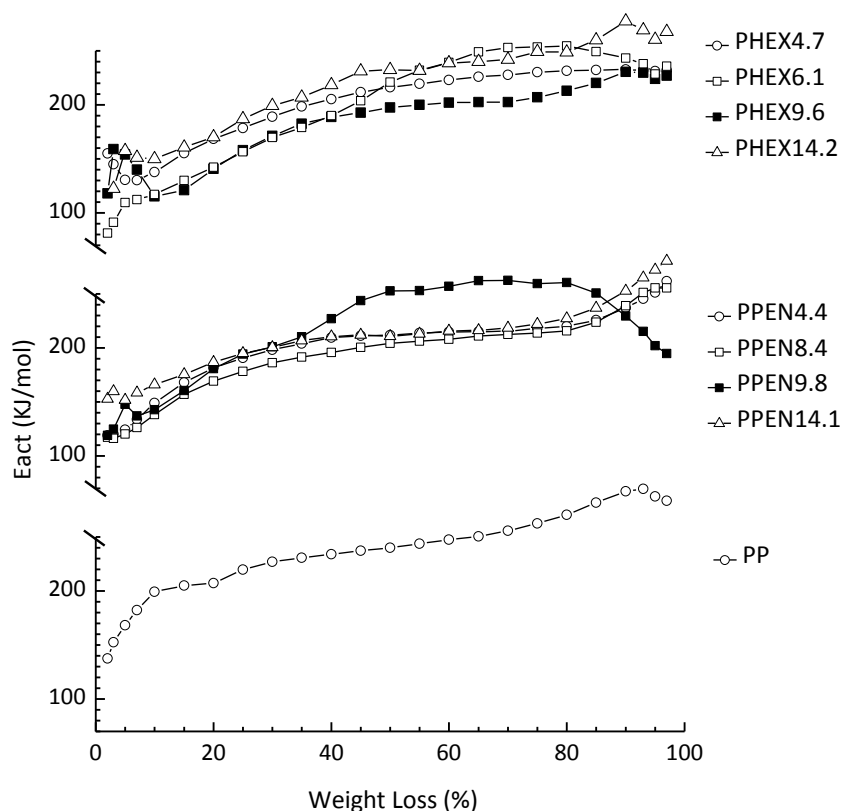 200
100
PHEX4.7
PHEX6.1
PHEX9.6
PHEX14.2
200
100
PPEN4.4
PPEN8.4
PPEN9.8
PPEN14.1
Eact (KJ/mol)
200
100
PP
0 20 40 60 80 100
Weight Loss (%)